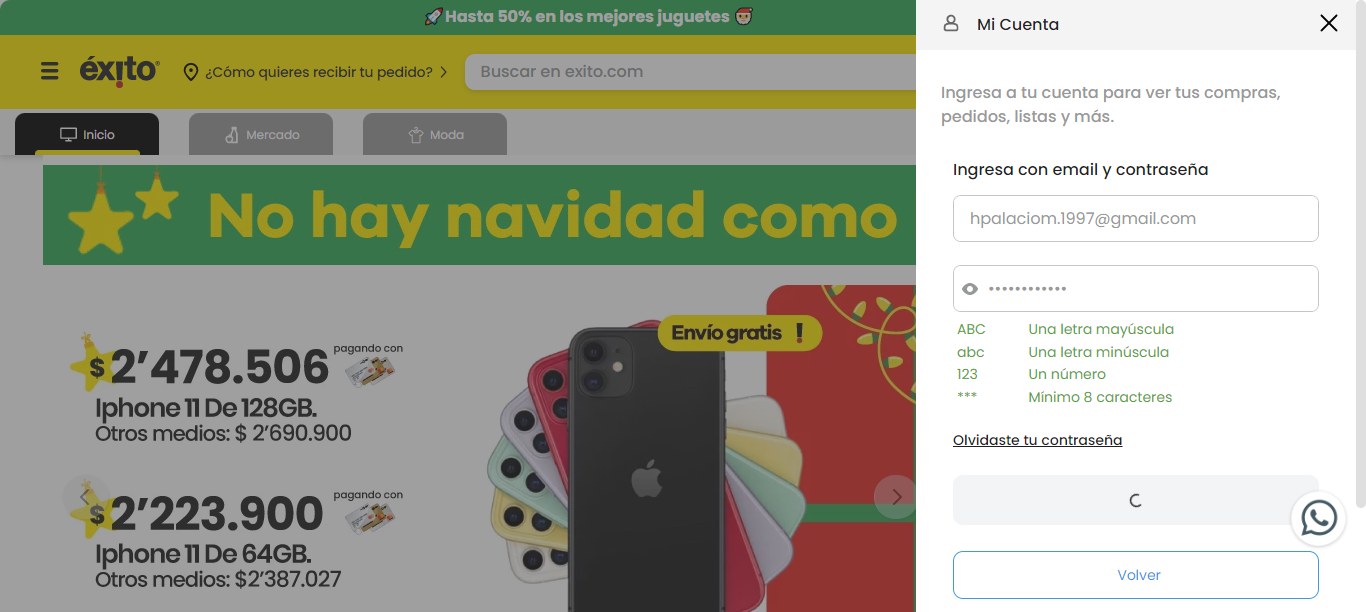 🚀 Hasta 50% en los mejores juguetes 🎅
éxito
¿Cómo quieres recibir tu pedido?
Buscar en exito.com
Inicio
Mercado
Moda
No hay navidad como
Envío gratis !
$2’478.506
pagando con
Iphone 11 De 128GB.
Otros medios: $ 2’690.900
$2’223.900
pagando con
Iphone 11 De 64GB.
Otros medios: $2’387.027
Mi Cuenta
Ingresa a tu cuenta para ver tus compras,
pedidos, listas y más.
Ingresa con email y contraseña
hpalaciom.1997@gmail.com
••••••••••••
ABC Una letra mayúscula
abc Una letra minúscula
123 Un número
*** Mínimo 8 caracteres
Olvidaste tu contraseña
Volver